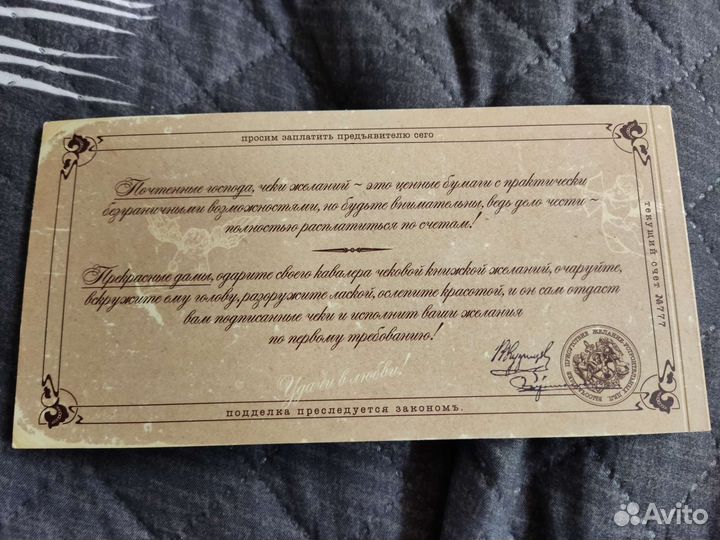 просим заплатить предъявителю сего
Почтенные господа, чеки желаний ~ это ценные бумаги с практически
безграничными возможностями, но будьте внимательны, ведь дело чести ~
полностью расплатиться по счетам!
Прекрасные дамы, одарите своего кавалера чековой книжкой желаний, очаруйте,
вскружите ему голову, разоружите лаской, ослепите красотой, и он сам отдаст
вам подписанные чеки и исполнит ваши желания
по первому требованию!
Удачи в любви!
подделка преследуется закономъ.
текущий счет №777
Avito